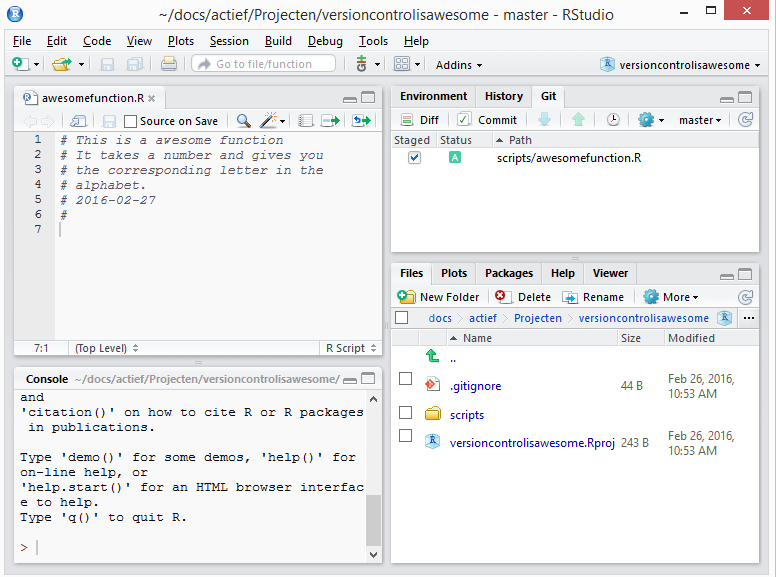 ~/docs/actief/Projecten/versioncontrolisawesome - master - RStudio
File Edit Code View Plots Session Build Debug Tools Help
Go to file/function Addins versioncontrolisawesome
awesomefunction.R
Source on Save
1 # This is a awesome function
2 # It takes a number and gives you
3 # the corresponding letter in the
4 # alphabet.
5 # 2016-02-27
6 #
7
7:1 (Top Level) R Script
Console ~/docs/actief/Projecten/versioncontrolisawesome/
and
'citation()' on how to cite R or R packages
in publications.
Type 'demo()' for some demos, 'help()' for
on-line help, or
'help.start()' for an HTML browser interfac
e to help.
Type 'q()' to quit R.
>
Environment History Git
Diff Commit master
Staged Status Path
A scripts/awesomefunction.R
Files Plots Packages Help Viewer
New Folder Delete Rename More
docs actief Projecten versioncontrolisawesome ...
Name Size Modified
..
.gitignore 44 B Feb 26, 2016, 
10:53 AM
scripts
versioncontrolisawesome.Rproj 243 B Feb 26, 2016,
10:53 AM